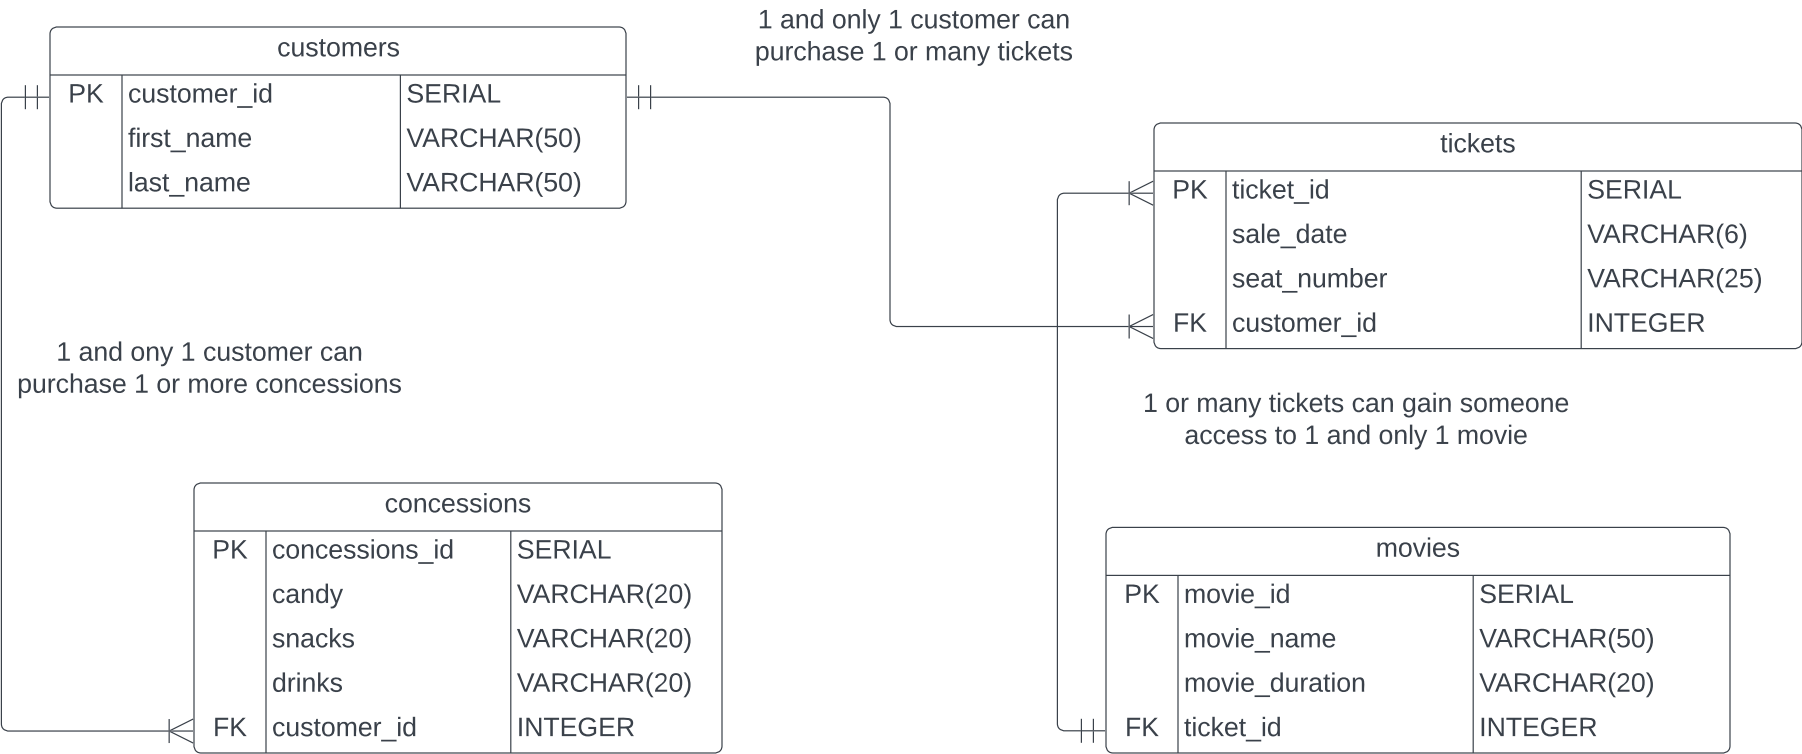 1 and only 1 customer can
purchase 1 or many tickets
customers
PK customer_id SERIAL
first_name VARCHAR(50)
last_name VARCHAR(50)
tickets
PK ticket_id SERIAL
sale_date VARCHAR(6)
seat_number VARCHAR(25)
FK customer_id INTEGER
1 and ony 1 customer can
purchase 1 or more concessions
1 or many tickets can gain someone
access to 1 and only 1 movie
concessions
PK concessions_id SERIAL
candy VARCHAR(20)
snacks VARCHAR(20)
drinks VARCHAR(20)
FK customer_id INTEGER
movies
PK movie_id SERIAL
movie_name VARCHAR(50)
movie_duration VARCHAR(20)
FK ticket_id INTEGER